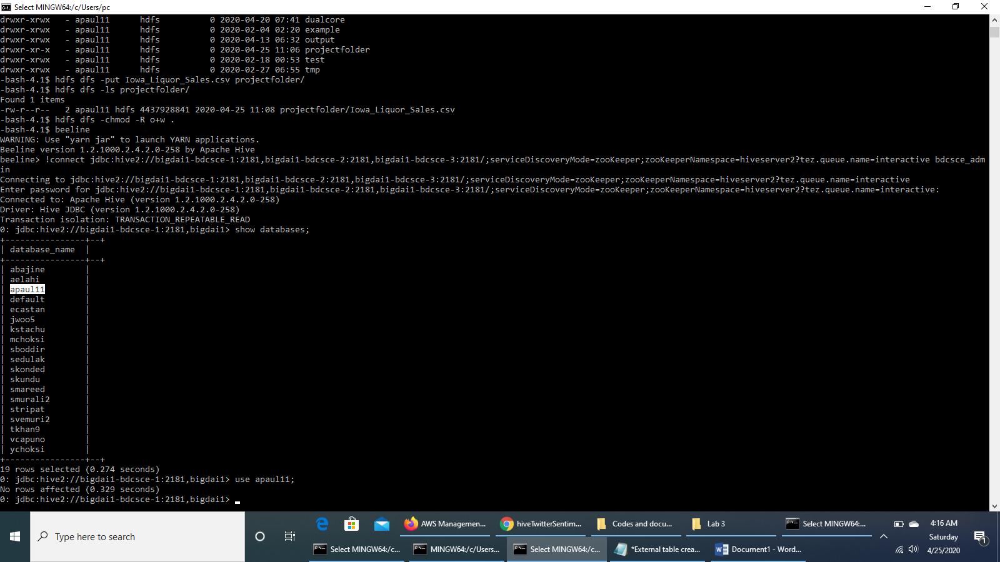 Select MINGW64:/c/Users/pc
drwxr-xrwx   - apaul11      hdfs          0 2020-04-20 07:41 dualcore
drwxr-xrwx   - apaul11      hdfs          0 2020-02-04 02:20 example
drwxr-xrwx   - apaul11      hdfs          0 2020-04-13 06:32 output
drwxr-xr-x   - apaul11      hdfs          0 2020-04-25 11:06 projectfolder
drwxr-xrwx   - apaul11      hdfs          0 2020-02-18 00:53 test
drwxr-xrwx   - apaul11      hdfs          0 2020-02-27 06:55 tmp
-bash-4.1$ hdfs dfs -put Iowa_Liquor_Sales.csv projectfolder/
-bash-4.1$ hdfs dfs -ls projectfolder/
Found 1 items
-rw-r--r--   2 apaul11 hdfs 4437928841 2020-04-25 11:08 projectfolder/Iowa_Liquor_Sales.csv
-bash-4.1$ hdfs dfs -chmod -R o+w .
-bash-4.1$ beeline
WARNING: Use "yarn jar" to launch YARN applications.
Beeline version 1.2.1000.2.4.2.0-258 by Apache Hive
beeline> !connect jdbc:hive2://bigdai1-bdcsce-1:2181,bigdai1-bdcsce-2:2181,bigdai1-bdcsce-3:2181/;serviceDiscoveryMode=zooKeeper;zooKeeperNamespace=hiveserver2?tez.queue.name=interactive bdcsce_adm
in
Connecting to jdbc:hive2://bigdai1-bdcsce-1:2181,bigdai1-bdcsce-2:2181,bigdai1-bdcsce-3:2181/;serviceDiscoveryMode=zooKeeper;zooKeeperNamespace=hiveserver2?tez.queue.name=interactive
Enter password for jdbc:hive2://bigdai1-bdcsce-1:2181,bigdai1-bdcsce-2:2181,bigdai1-bdcsce-3:2181/;serviceDiscoveryMode=zooKeeper;zooKeeperNamespace=hiveserver2?tez.queue.name=interactive:
Connected to: Apache Hive (version 1.2.1000.2.4.2.0-258)
Driver: Hive JDBC (version 1.2.1000.2.4.2.0-258)
Transaction isolation: TRANSACTION_REPEATABLE_READ
0: jdbc:hive2://bigdai1-bdcsce-1:2181,bigdai1> show databases;
+----------------+--+
| database_name  |
+----------------+--+
| abajine        |
| aelahi         |
| apaul11        |
| default        |
| ecastan        |
| jwoo5          |
| kstachu        |
| mchoksi        |
| sboddir        |
| sedulak        |
| skonded        |
| skundu         |
| smareed        |
| smurali2       |
| stripat        |
| svemuri2       |
| tkhan9         |
| vcapuno        |
| ychoksi        |
+----------------+--+
19 rows selected (0.274 seconds)
0: jdbc:hive2://bigdai1-bdcsce-1:2181,bigdai1> use apaul11;
No rows affected (0.329 seconds)
0: jdbc:hive2://bigdai1-bdcsce-1:2181,bigdai1>
Type here to search
AWS Managemen...
hiveTwitterSentim...
Codes and docu...
Lab 3
Select MINGW64:...
Select MINGW64:/c...
MINGW64:/c/Users...
Select MINGW64:/c...
*External table crea...
Document1 - Word...
4:16 AM
Saturday
4/25/2020
1